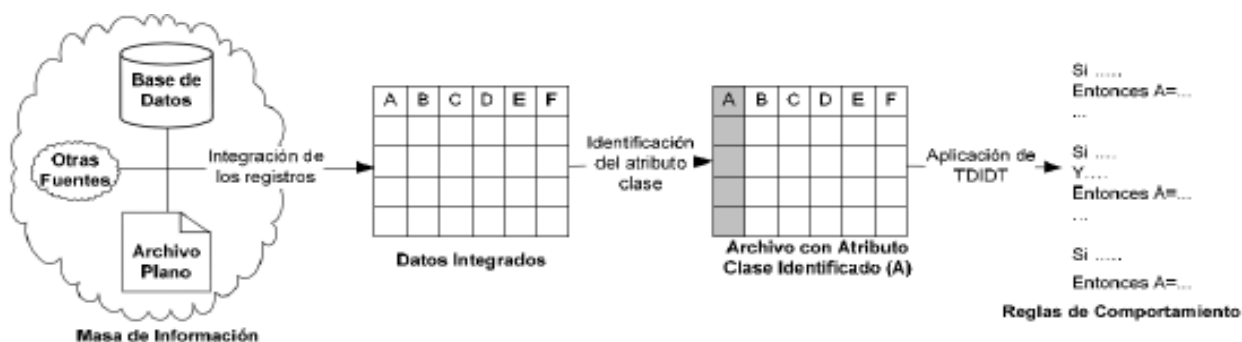 Base de
Datos
Otras
Fuentes
Archivo
Plano
Masa de Información
Integración de
los registros
A B C D E F
Datos Integrados
Identificación
del atributo
clase
A B C D E F
Archivo con Atributo
Clase Identificado (A)
Aplicación de
TDIDT
Si .....
Entonces A=...
...
Si ....
Y....
Entonces A=...
...
Si .....
Entonces A=...
Reglas de Comportamiento